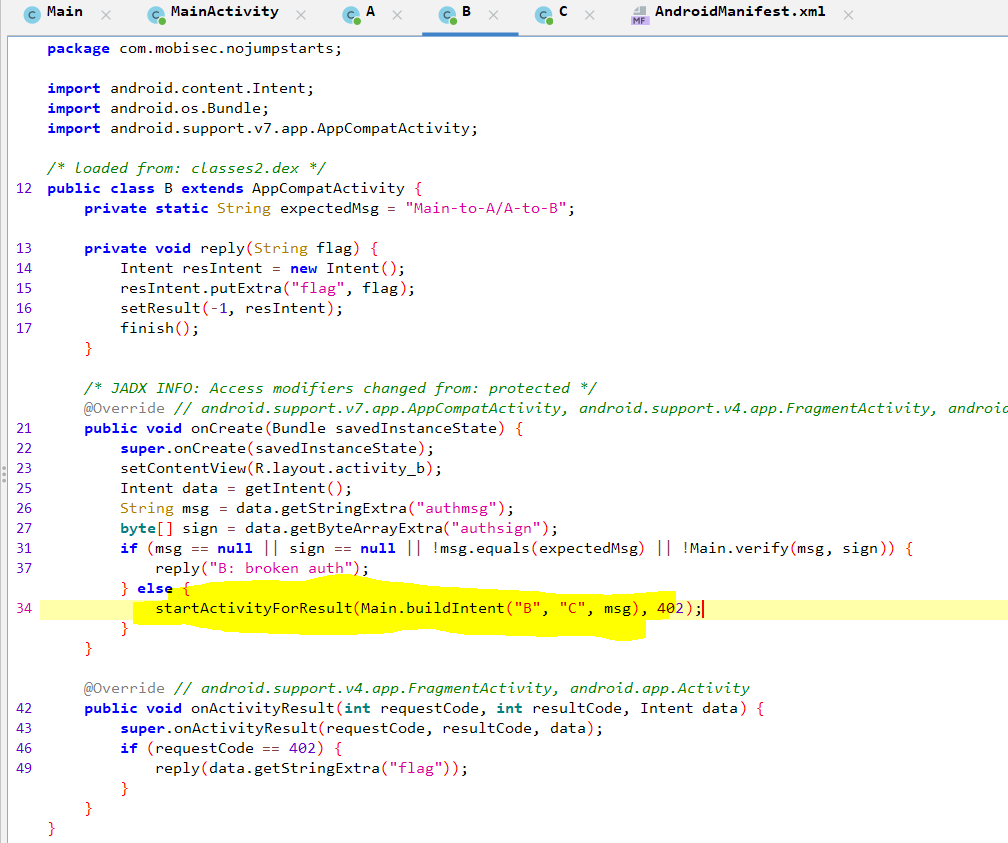 Main MainActivity A B C AndroidManifest.xml
package com.mobisec.nojumpstarts;
import android.content.Intent;
import android.os.Bundle;
import android.support.v7.app.AppCompatActivity;
/* loaded from: classes2.dex */
12 public class B extends AppCompatActivity {
private static String expectedMsg = "Main-to-A/A-to-B";
13 private void reply(String flag) {
14 Intent resIntent = new Intent();
15 resIntent.putExtra("flag", flag);
16 setResult(-1, resIntent);
17 finish();
}
/* JADX INFO: Access modifiers changed from: protected */
@Override // android.support.v7.app.AppCompatActivity, android.support.v4.app.FragmentActivity, androi
21 public void onCreate(Bundle savedInstanceState) {
22 super.onCreate(savedInstanceState);
23 setContentView(R.layout.activity_b);
25 Intent data = getIntent();
26 String msg = data.getStringExtra("authmsg");
27 byte[] sign = data.getByteArrayExtra("authsign");
31 if (msg == null || sign == null || !msg.equals(expectedMsg) || !Main.verify(msg, sign)) {
37 reply("B: broken auth");
} else {
34 startActivityForResult(Main.buildIntent("B", "C", msg), 402);
}
}
@Override // android.support.v4.app.FragmentActivity, android.app.Activity
42 public void onActivityResult(int requestCode, int resultCode, Intent data) {
43 super.onActivityResult(requestCode, resultCode, data);
46 if (requestCode == 402) {
49 reply(data.getStringExtra("flag"));
}
}
}